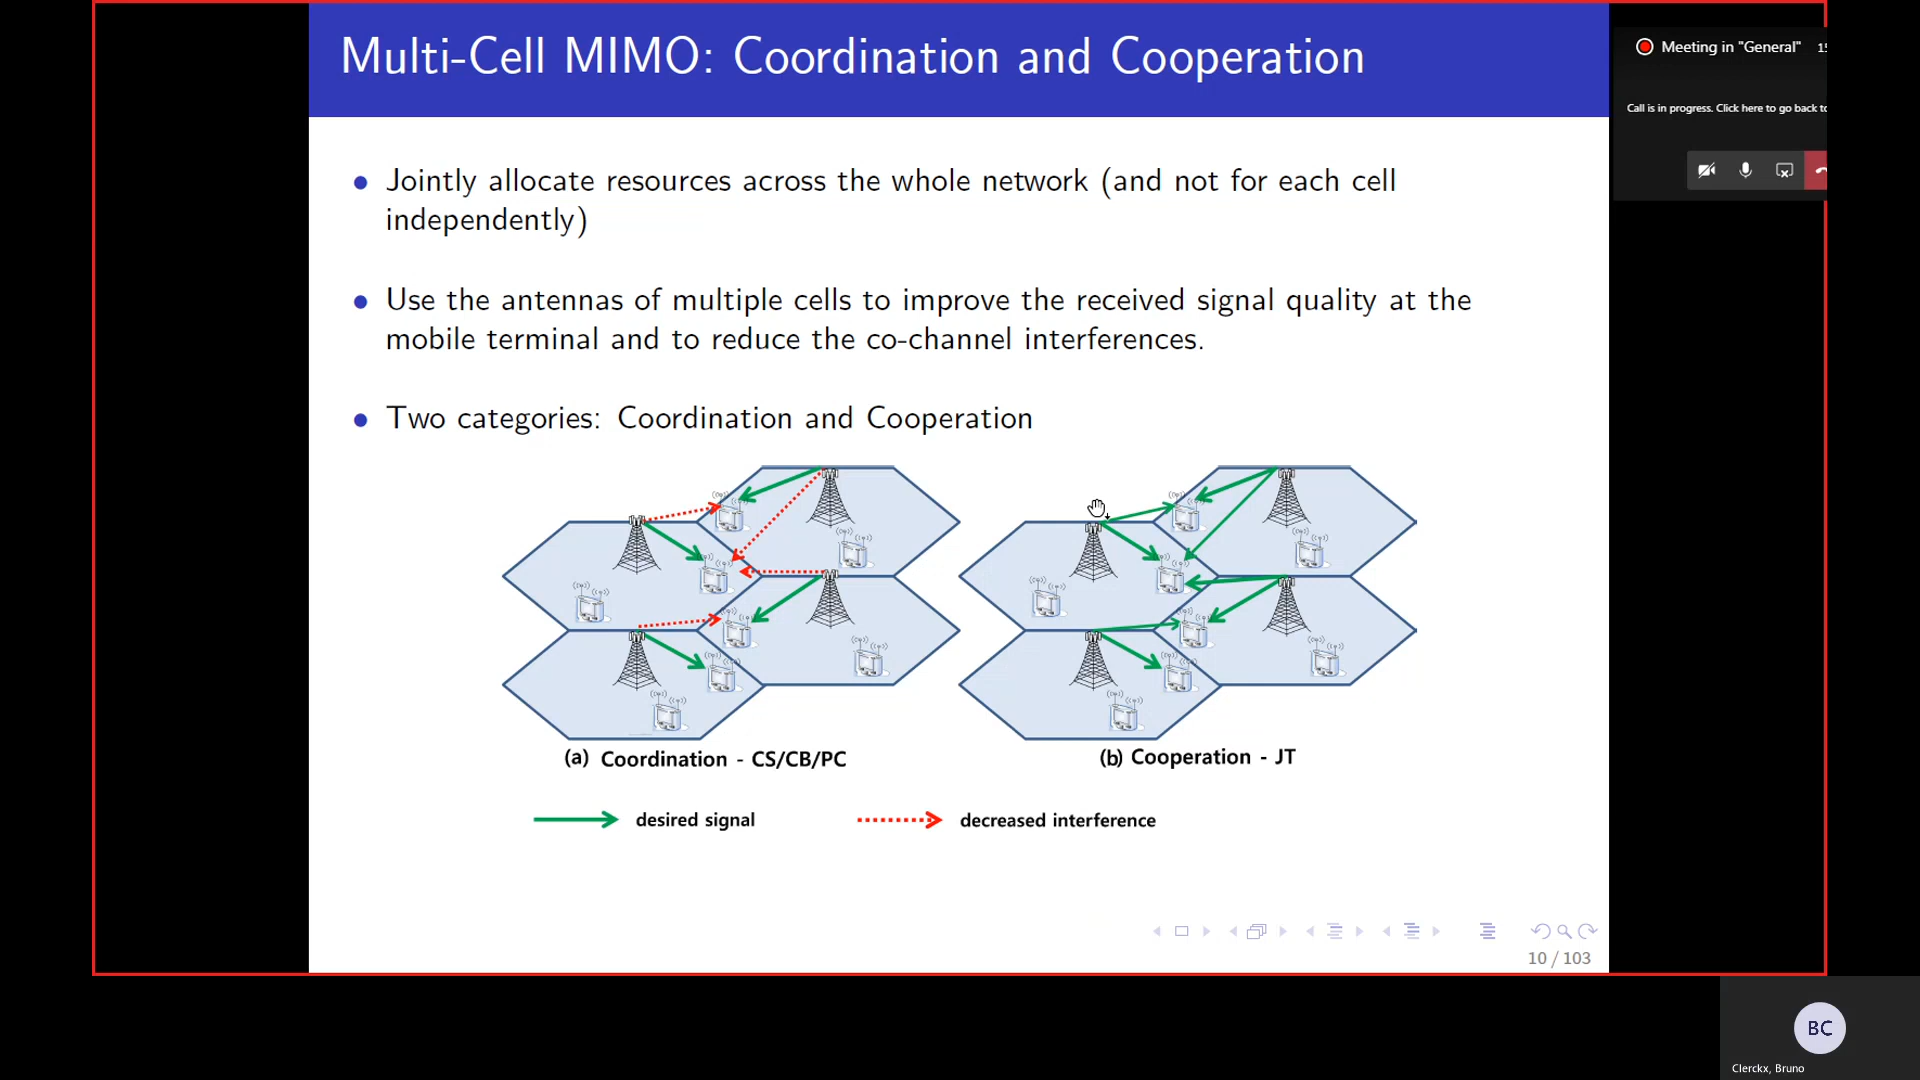 Multi-Cell MIMO: Coordination and Cooperation
Meeting in "General"
Call is in progress. Click here to go back to
Jointly allocate resources across the whole network (and not for each cell
independently)
Use the antennas of multiple cells to improve the received signal quality at the
mobile terminal and to reduce the co-channel interferences.
Two categories: Coordination and Cooperation
(a) Coordination - CS/CB/PC
(b) Cooperation - JT
desired signal
decreased interference
10 / 103
BC
Clerckx, Bruno